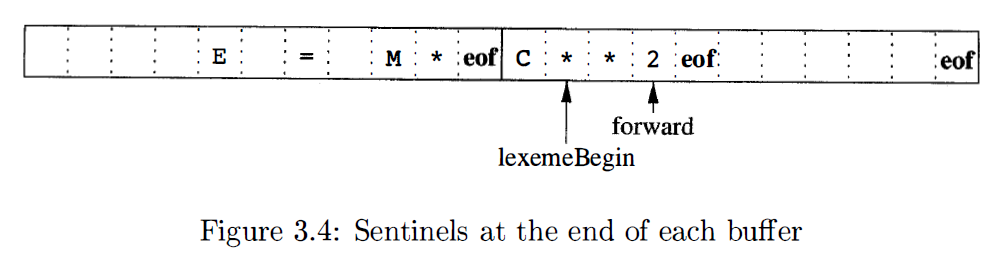 E = M * eof C * * 2 eof eof
forward
lexemeBegin
Figure 3.4: Sentinels at the end of each buffer